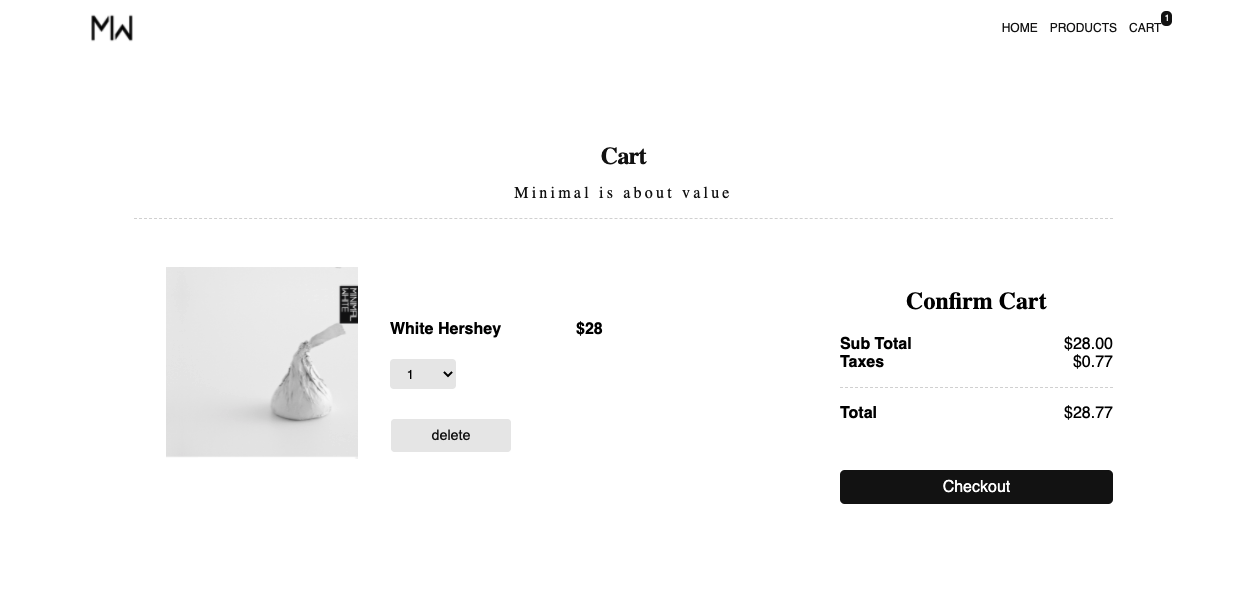 MW
HOME PRODUCTS CART 1
Cart
Minimal is about value
MINIMAL
WHITE
White Hershey $28
1
delete
Confirm Cart
Sub Total $28.00
Taxes $0.77
Total $28.77
Checkout